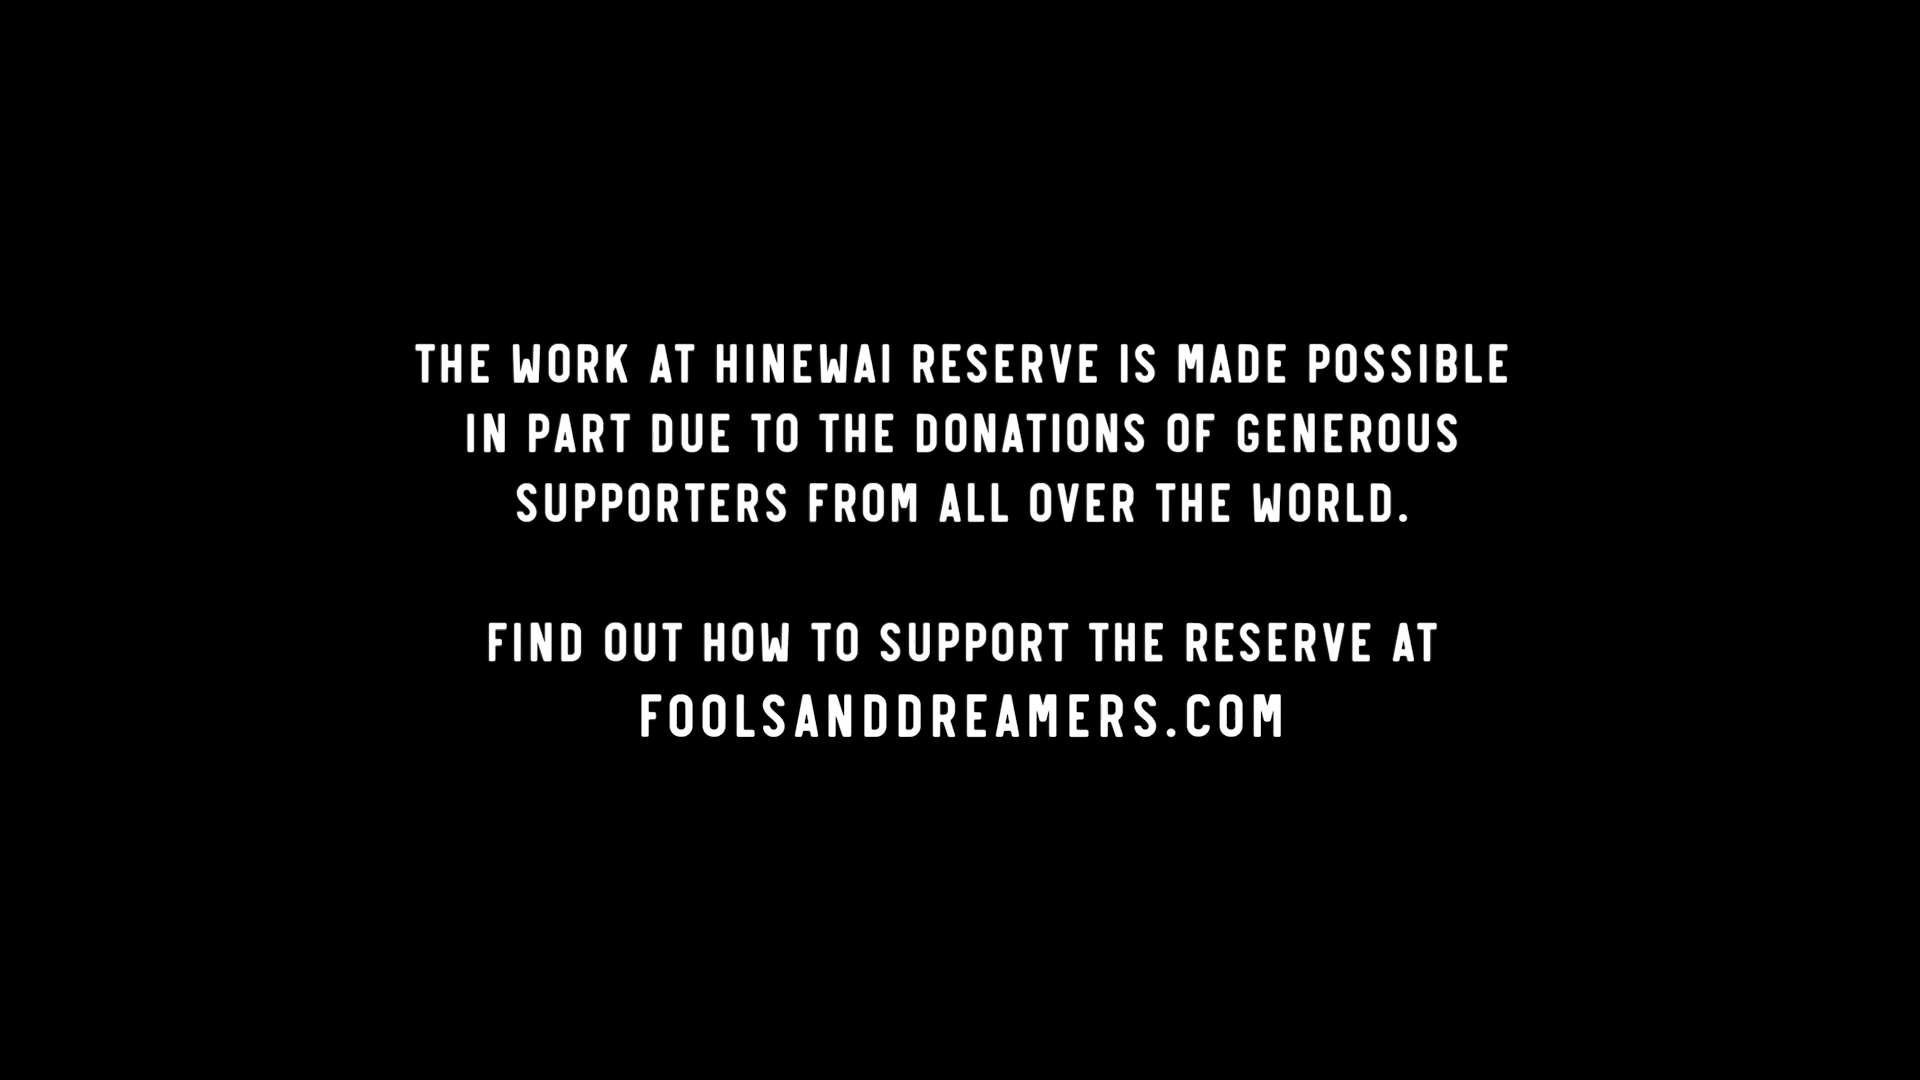 THE WORK AT HINEWAI RESERVE IS MADE POSSIBLE
IN PART DUE TO THE DONATIONS OF GENEROUS
SUPPORTERS FROM ALL OVER THE WORLD.
FIND OUT HOW TO SUPPORT THE RESERVE AT
FOOLSANDDREAMERS.COM